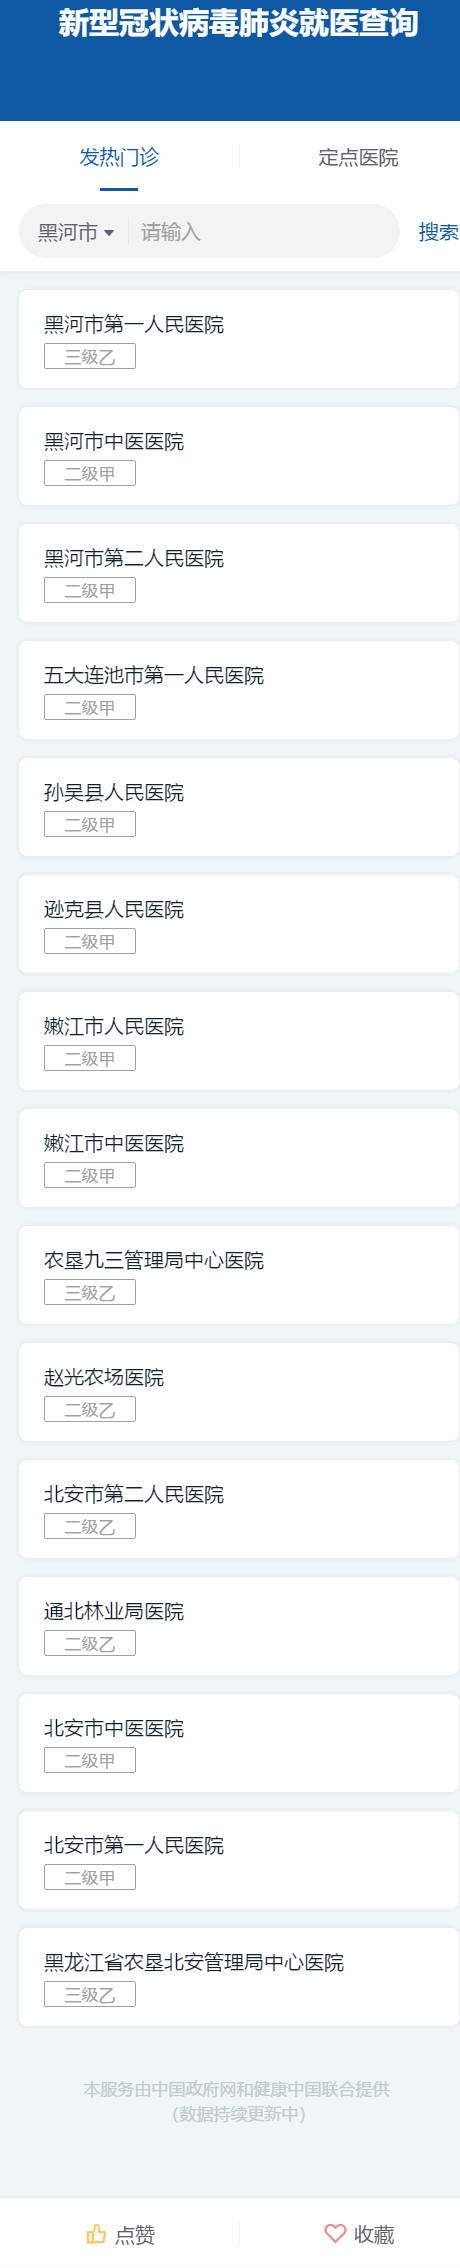 新型冠状病毒肺炎就医查询
发热门诊 定点医院
黑河市 请输入 搜索
黑河市第一人民医院
三级乙
黑河市中医医院
二级甲
黑河市第二人民医院
二级甲
五大连池市第一人民医院
二级甲
孙吴县人民医院
二级甲
逊克县人民医院
二级甲
嫩江市人民医院
二级甲
嫩江市中医医院
二级甲
农垦九三管理局中心医院
三级乙
赵光农场医院
二级乙
北安市第二人民医院
二级乙
通北林业局医院
二级乙
北安市中医医院
二级甲
北安市第一人民医院
二级甲
黑龙江省农垦北安管理局中心医院
三级乙
本服务由中国政府网和健康中国联合提供
（数据持续更新中）
点赞 收藏